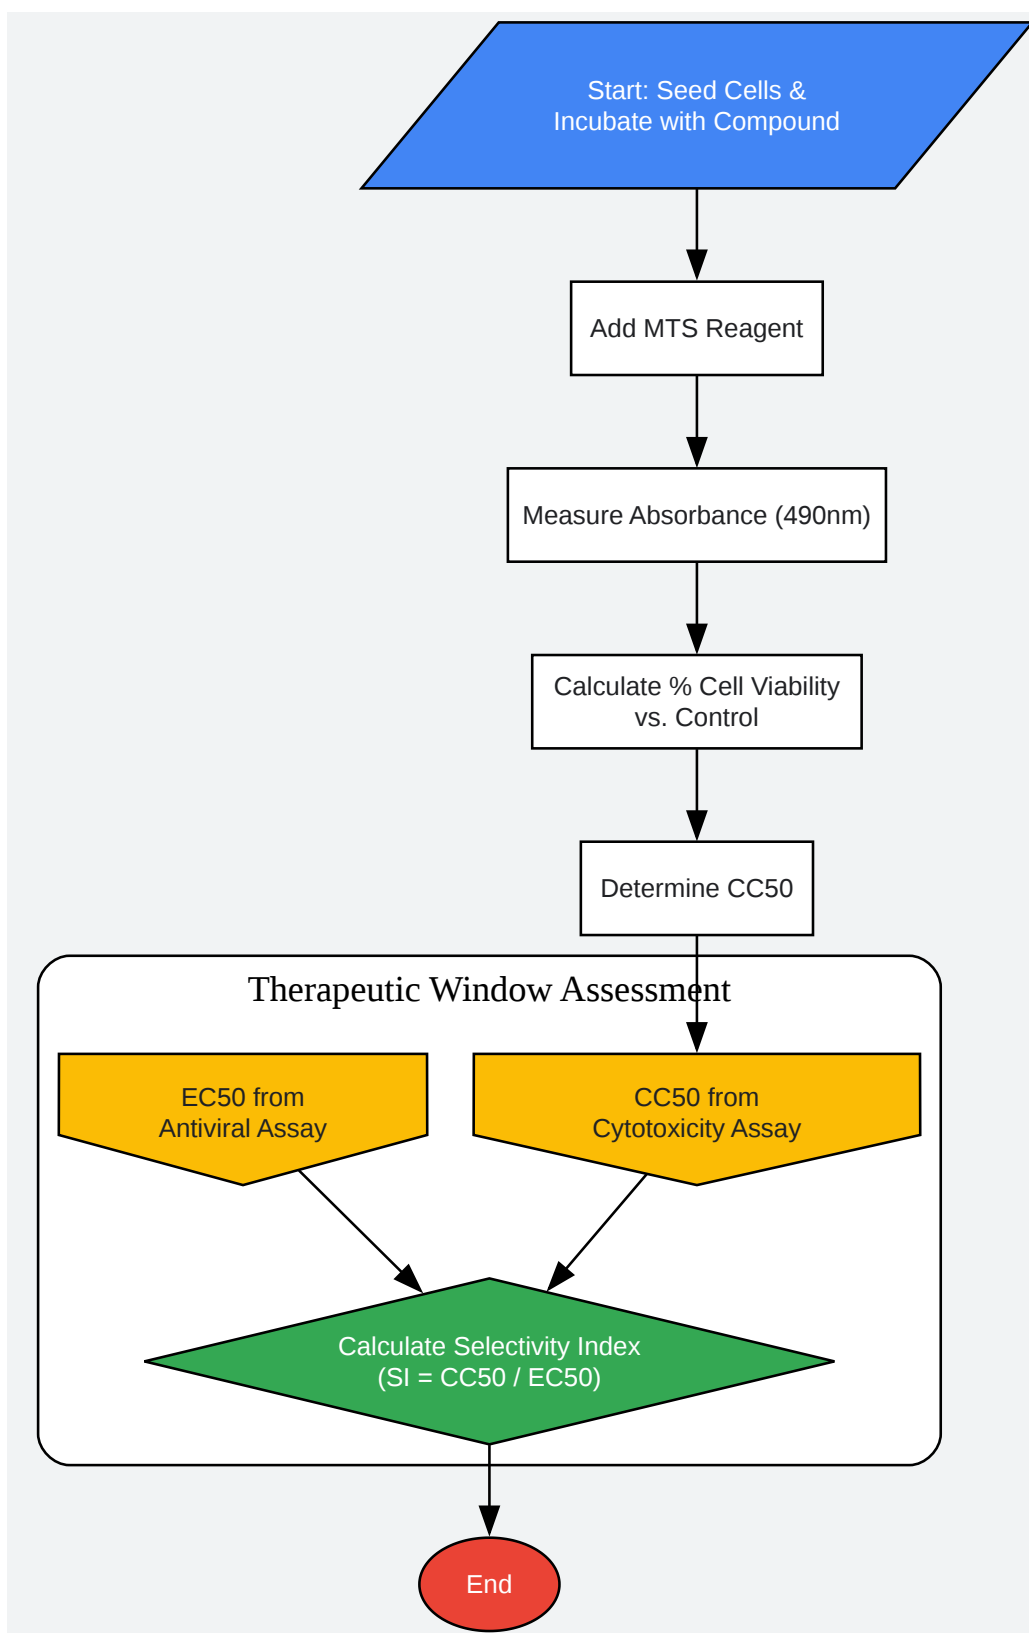 Start: Seed Cells &
Incubate with Compound
Add MTS Reagent
Measure Absorbance (490nm)
Calculate % Cell Viability
vs. Control
Determine CC50
Therapeutic Window Assessment
EC50 from
Antiviral Assay
CC50 from
Cytotoxicity Assay
Calculate Selectivity Index
(SI = CC50 / EC50)
End